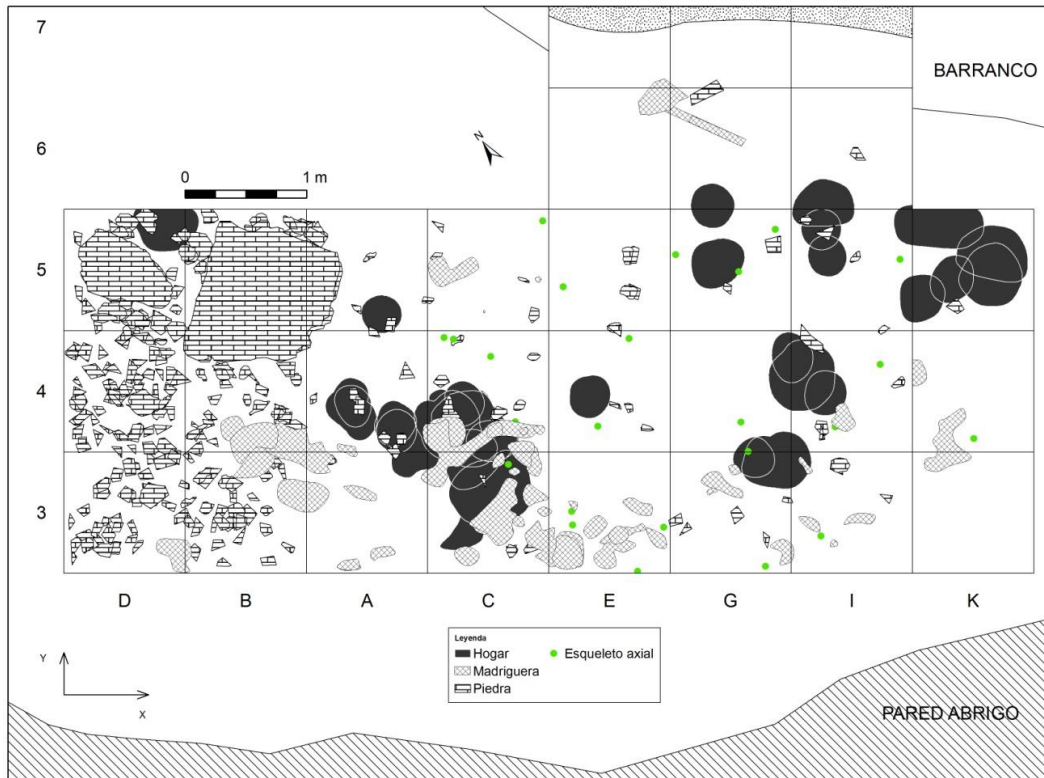 7
BARRANCO
6
N
0 1 m
5
4
3
D B A C E G I K
Leyenda
Hogar
Esqueleto axial
Madriguera
Piedra
Y
X
PARED ABRIGO